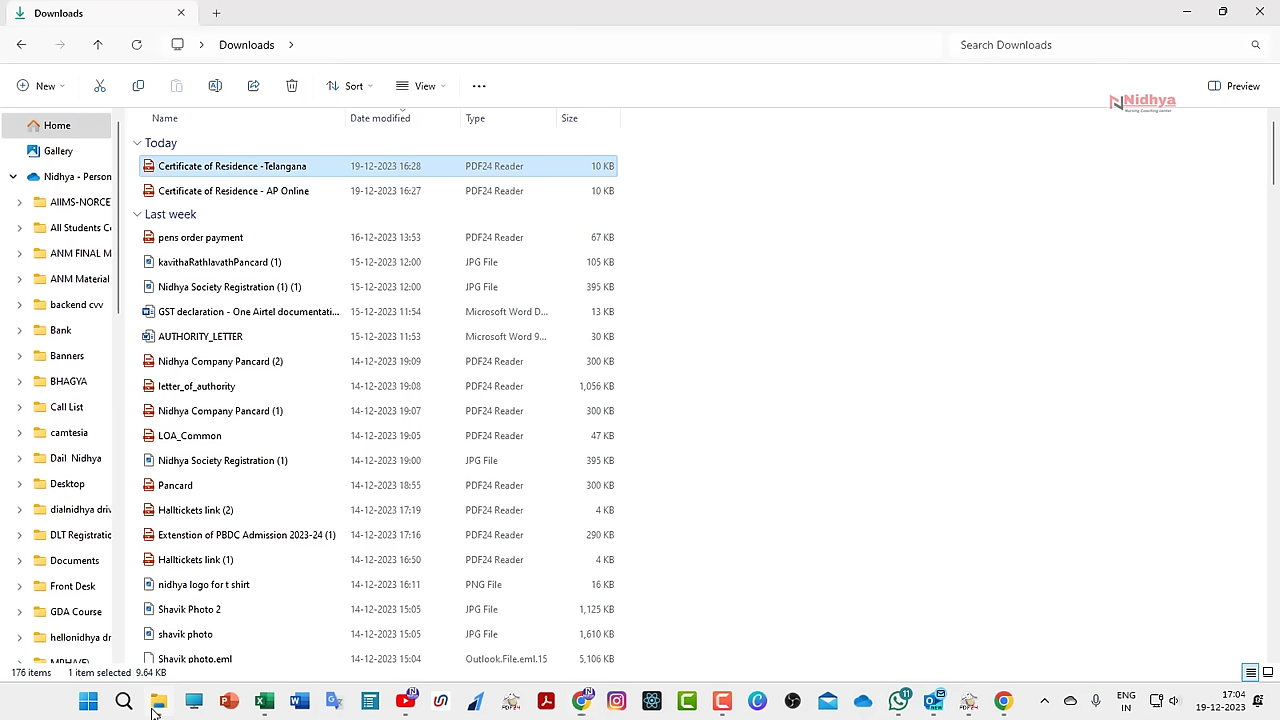 Downloads
Downloads
Search Downloads
New
Sort
View
Preview
Nidhya
Nursing Coaching center
Name Date modified Type Size
Home
Gallery
Nidhya - Person
AIIMS-NORCE
All Students Co
ANM FINAL M
ANM Material
backend cvv
Bank
Banners
BHAGYA
Call List
camtesia
Dail Nidhya
Desktop
dialnidhya driv
DLT Registratio
Documents
Front Desk
GDA Course
hellonidhya dr
MPHA(F)
Today
Certificate of Residence -Telangana 19-12-2023 16:28 PDF24 Reader 10 KB
Certificate of Residence - AP Online 19-12-2023 16:27 PDF24 Reader 10 KB
Last week
pens order payment 16-12-2023 13:53 PDF24 Reader 67 KB
kavithaRathlavathPancard (1) 15-12-2023 12:00 JPG File 105 KB
Nidhya Society Registration (1) (1) 15-12-2023 12:00 JPG File 395 KB
GST declaration - One Airtel documentati... 15-12-2023 11:54 Microsoft Word D... 13 KB
AUTHORITY_LETTER 15-12-2023 11:53 Microsoft Word 9... 30 KB
Nidhya Company Pancard (2) 14-12-2023 19:09 PDF24 Reader 300 KB
letter_of_authority 14-12-2023 19:08 PDF24 Reader 1,056 KB
Nidhya Company Pancard (1) 14-12-2023 19:07 PDF24 Reader 300 KB
LOA_Common 14-12-2023 19:05 PDF24 Reader 47 KB
Nidhya Society Registration (1) 14-12-2023 19:00 JPG File 395 KB
Pancard 14-12-2023 18:55 PDF24 Reader 300 KB
Halltickets link (2) 14-12-2023 17:19 PDF24 Reader 4 KB
Extenstion of PBDC Admission 2023-24 (1) 14-12-2023 17:16 PDF24 Reader 290 KB
Halltickets link (1) 14-12-2023 16:50 PDF24 Reader 4 KB
nidhya logo for t shirt 14-12-2023 16:11 PNG File 16 KB
Shavik Photo 2 14-12-2023 15:05 JPG File 1,125 KB
shavik photo 14-12-2023 15:05 JPG File 1,610 KB
Shavik photo.eml 14-12-2023 15:04 Outlook.File.eml.15 5,106 KB
176 items 1 item selected 9.64 KB
ENG
IN
17:04
19-12-2023